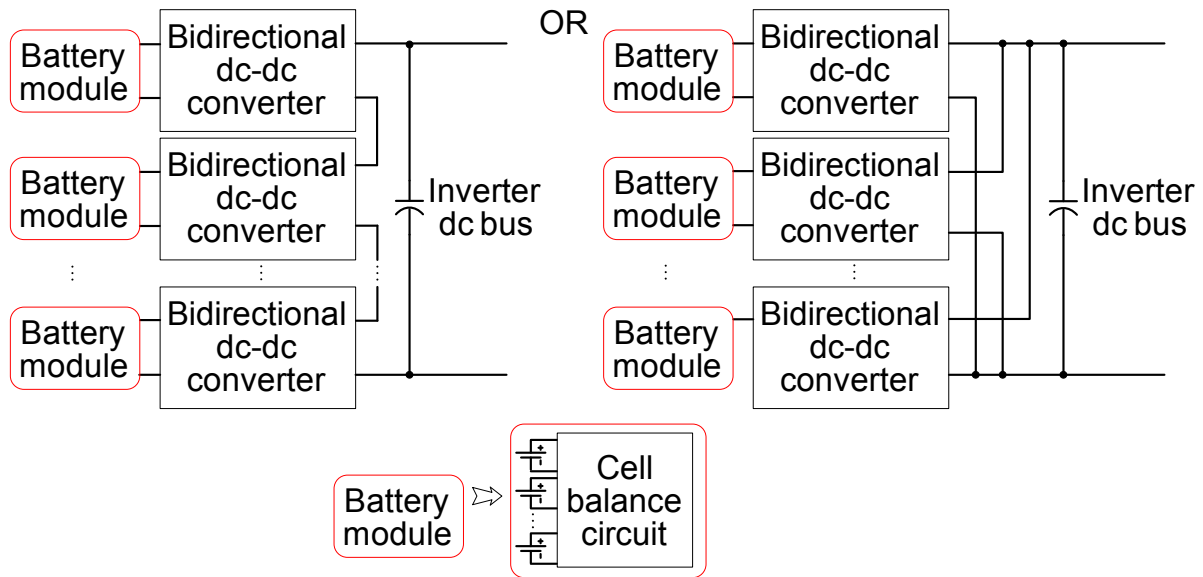 Battery
module
Bidirectional
dc-dc
converter
Battery
module
Bidirectional
dc-dc
converter
Battery
module
Bidirectional
dc-dc
converter
Inverter
dc bus
OR
Battery
module
Bidirectional
dc-dc
converter
Battery
module
Bidirectional
dc-dc
converter
Battery
module
Bidirectional
dc-dc
converter
Inverter
dc bus
Battery
module
Cell
balance
circuit